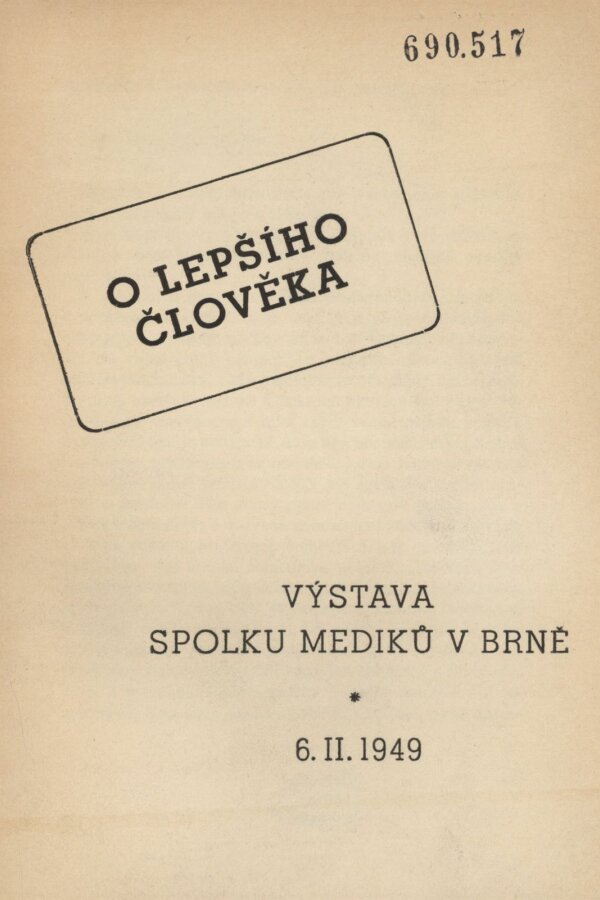 690.517
O LEPŠÍHO
ČLOVĚKA
VÝSTAVA
SPOLKU MEDIKŮ V BRNĚ
*
6. II. 1949